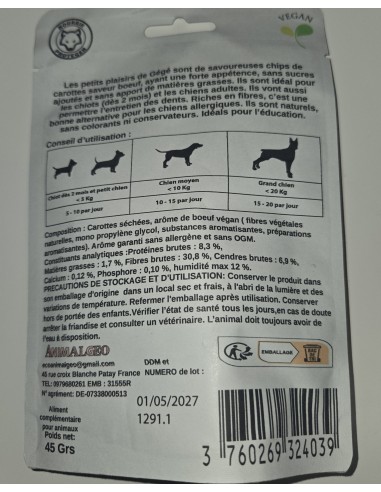 VEGAN
Les petits plaisirs de Gégé sont de savoureuses chips de
carottes saveur boeuf, ayant une forte appétence, sans sucres
ajoutés et sans apport de matières grasses. Ils sont idéal pour
les chiots (dès 2 mois) et les chiens adultes. Ils vont aussi
permettre l'entretien des dents. Riches en fibres, c'est une
bonne alternative pour les chiens allergiques. Ils sont naturels,
sans colorants ni conservateurs. Idéals pour l'éducation.
Conseil d'utilisation :
Chiot dès 2 mois et petit chien
< 3 Kg
Chien moyen
< 10 Kg
Grand chien
< 20 Kg
5 - 10 par jour
10 - 15 par jour
15 - 20 par jour
Composition : Carottes séchées, arôme de boeuf végan ( fibres végétales
naturelles, mono propylène glycol, substances aromatisantes, préparations
aromatisantes). Arôme garanti sans allergène et sans OGM.
Constituants analytiques :Protéines brutes : 8,3 %,
Matières grasses : 1,7 %, Fibres brutes : 30,8 %, Cendres brutes : 6,9 %,
Calcium : 0,12 %, Phosphore : 0,10 %, humidité max 12 %.
PRECAUTIONS DE STOCKAGE ET D'UTILISATION: Conserver le produit dans
son emballage d'origine dans un local sec et frais, à l'abri de la lumière et des
variations de température. Refermer l'emballage après utilisation. Conserver
hors de portée des enfants.Vérifier l'état de santé tous les jours,en cas de doute
arrêter la friandise et consulter un vétérinaire. L'animal doit toujours avoir de
l'eau à disposition.
ANIMALGEO
ecoanimalgeo@gmail.com
45 rue croix Blanche Patay France
TEL: 0979680261 EMB : 31555R
N° agrément: DE-07338000513
DDM et
NUMERO de lot :
EMBALLAGE
01/05/2027
1291.1
Aliment
complémentaire
pour animaux
Poids net:
45 Grs
3 760269 324039